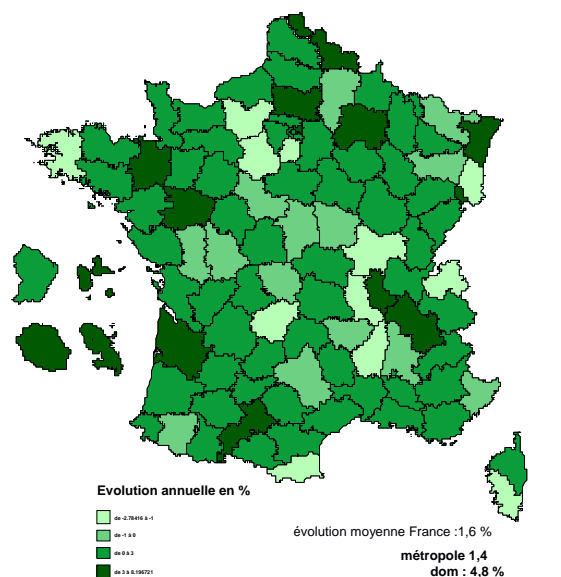 Evolution annuelle en %
de -2.78416 à -1
de -1 à 0
de 0 à 3
de 3 à 8.196721
évolution moyenne France :1,6 %
métropole 1,4
dom : 4,8 %